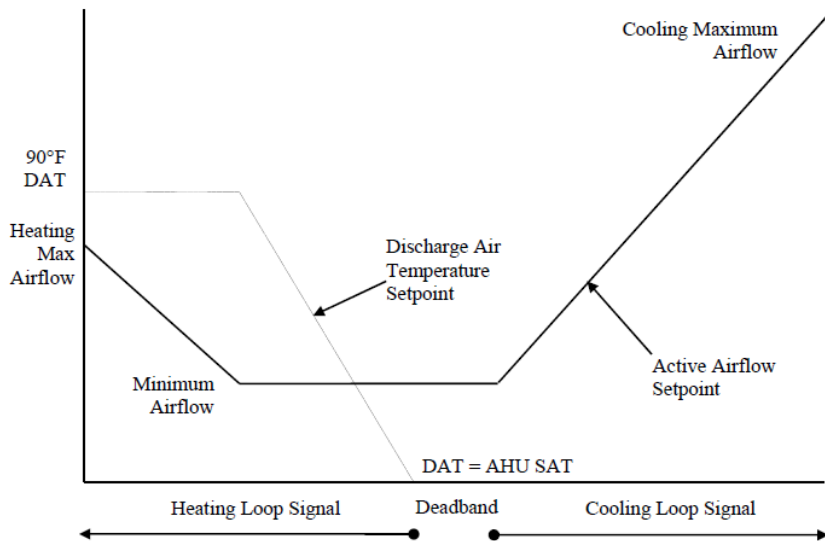 Cooling Maximum
Airflow
90°F
DAT
Heating
Max
Airflow
Discharge Air
Temperature
Setpoint
Minimum
Airflow
Active Airflow
Setpoint
DAT = AHU SAT
Heating Loop Signal
Deadband
Cooling Loop Signal